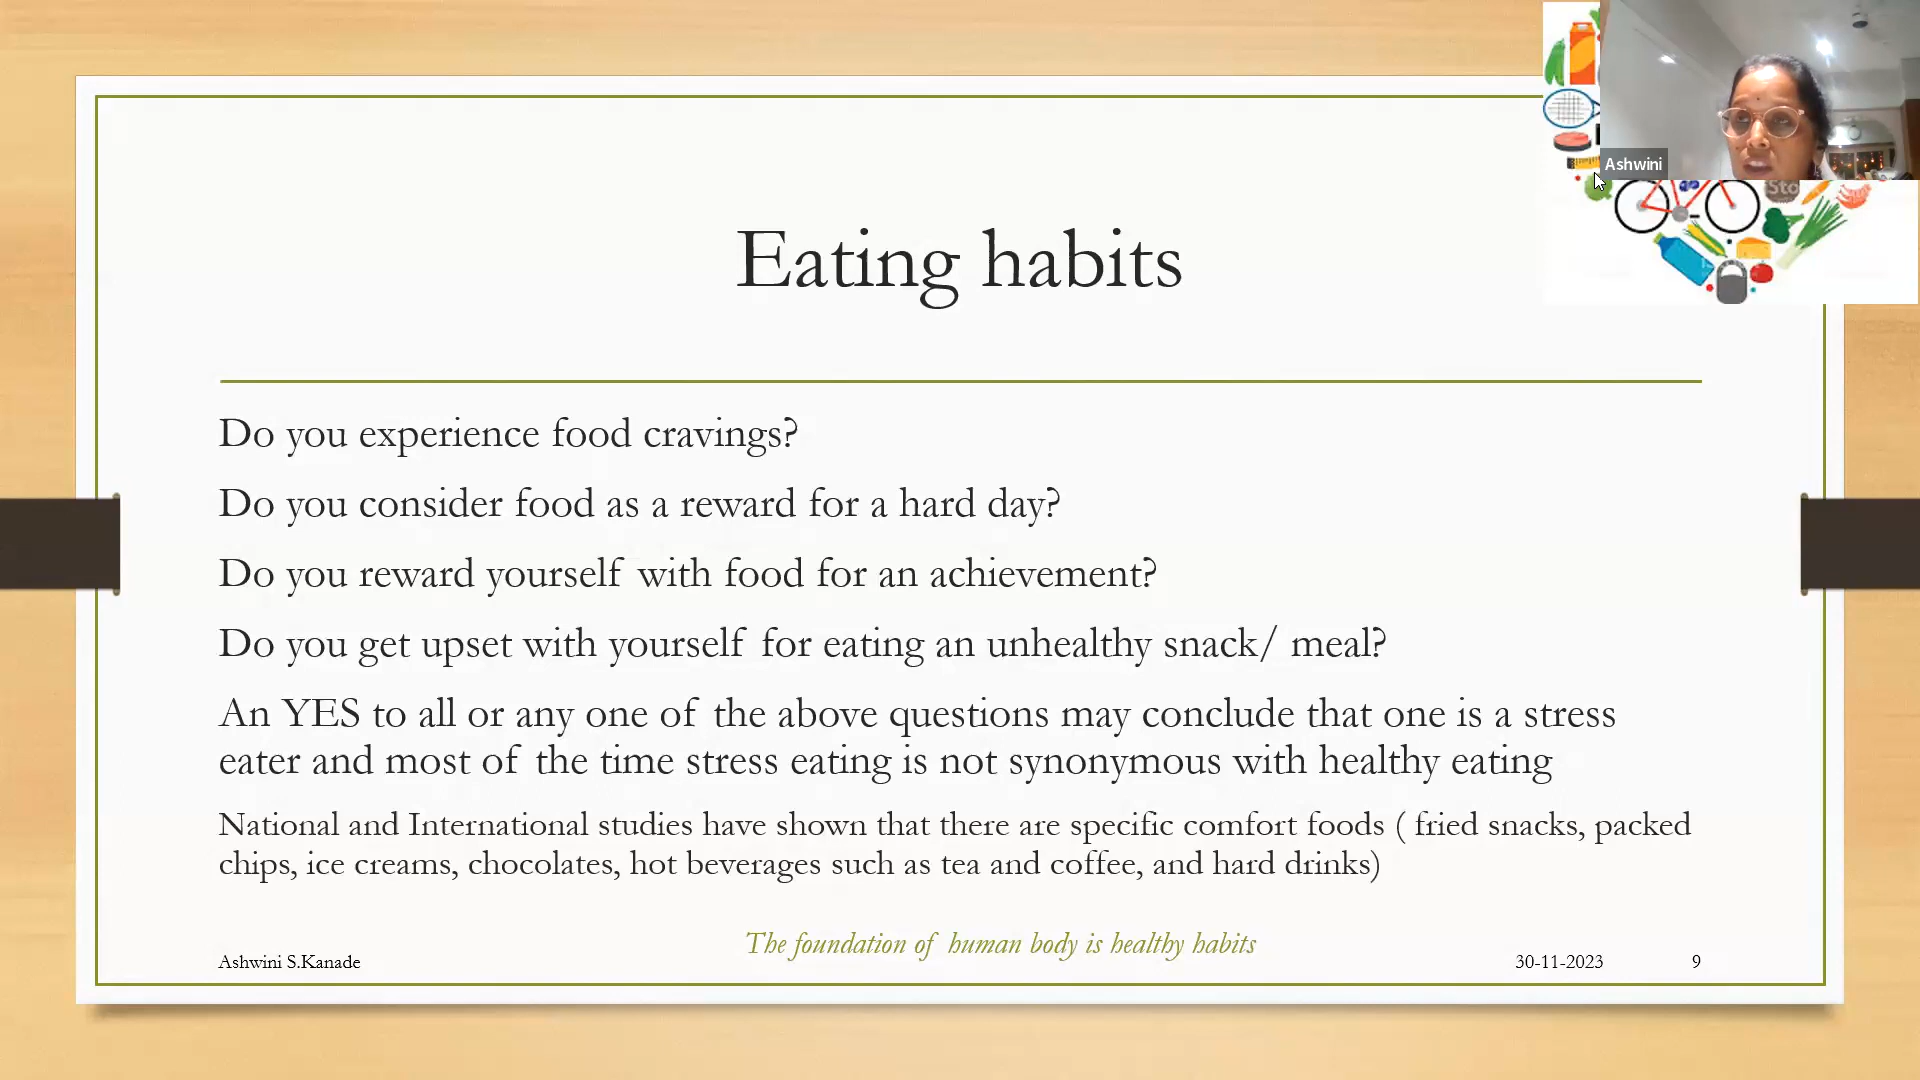 Ashwini
Sto
Eating habits
Do you experience food cravings?
Do you consider food as a reward for a hard day?
Do you reward yourself with food for an achievement?
Do you get upset with yourself for eating an unhealthy snack/ meal?
An YES to all or any one of the above questions may conclude that one is a stress
eater and most of the time stress eating is not synonymous with healthy eating
National and International studies have shown that there are specific comfort foods ( fried snacks, packed
chips, ice creams, chocolates, hot beverages such as tea and coffee, and hard drinks)
The foundation of human body is healthy habits
Ashwini S.Kanade
30-11-2023
9